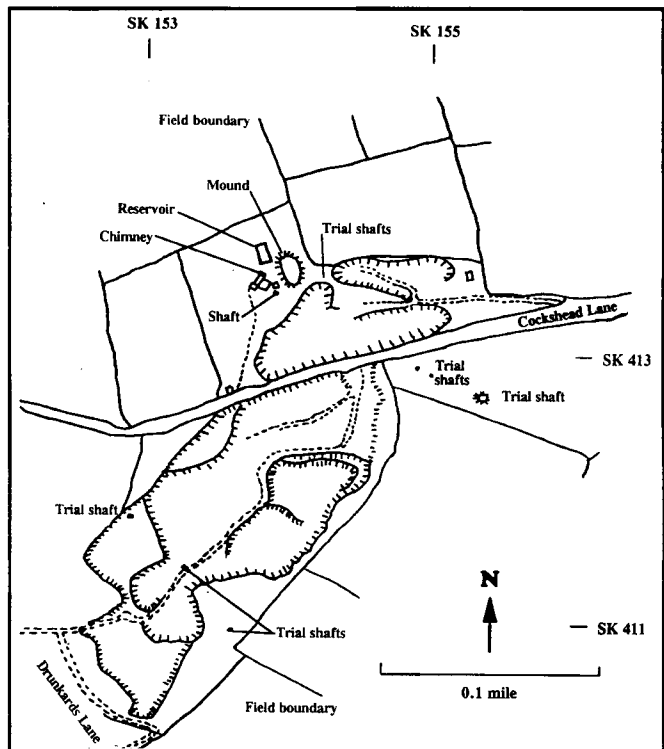 SK 153
SK 155
Field boundary
Mound
Reservoir
Trial shafts
Chimney
Shaft
Cockshead Lane
SK 413
Trial
shafts
Trial shaft
Trial shaft
N
Trial shafts
SK 411
Drunkards Lane
0.1 mile
Field boundary